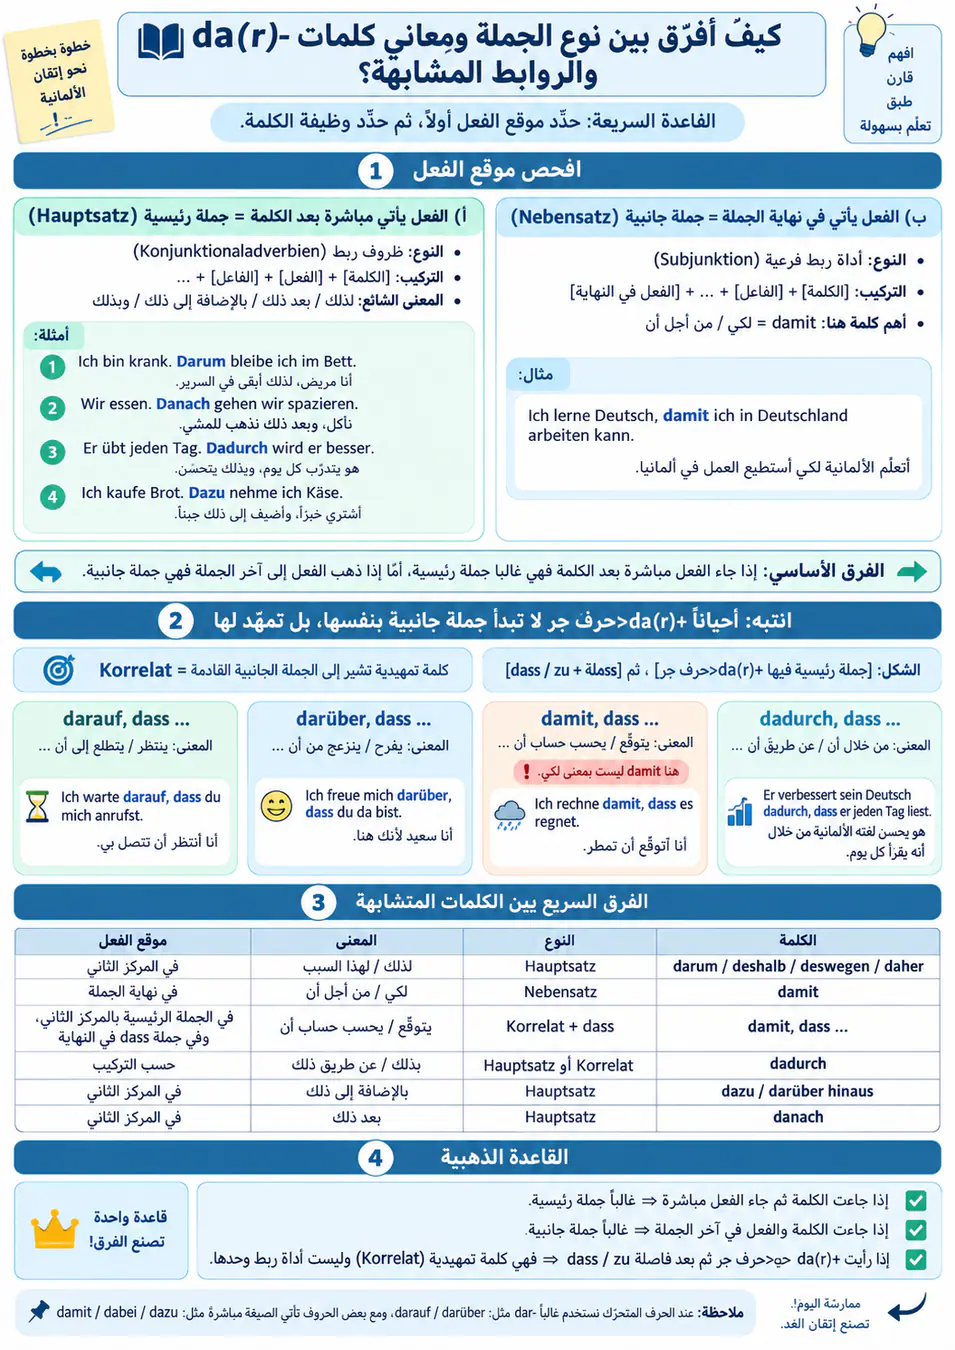 خطوة بخطوة
نحو إتقان
الألمانية
!
كيف أفرّق بين نوع الجملة ومعاني كلمات -da(r)
والروابط المشابهة؟
افهم
قارن
طبق
تعلّم بسهولة
القاعدة السريعة: حدّد موقع الفعل أولاً، ثم حدّد وظيفة الكلمة.
1 افحص موقع الفعل
أ) الفعل يأتي مباشرة بعد الكلمة = جملة رئيسية (Hauptsatz)
• النوع: ظروف ربط (Konjunktionaladverbien)
• التركيب: [الكلمة] + [الفعل] + [الفاعل] + ...
• المعنى الشائع: لذلك / بعد ذلك / بالإضافة إلى ذلك / وبذلك
أمثلة:
1 Ich bin krank. Darum bleibe ich im Bett.
أنا مريض، لذلك أبقى في السرير.
2 Wir essen. Danach gehen wir spazieren.
نأكل، وبعد ذلك نذهب للمشي.
3 Er übt jeden Tag. Dadurch wird er besser.
هو يتدرّب كل يوم، وبذلك يتحسّن.
4 Ich kaufe Brot. Dazu nehme ich Käse.
أشتري خبزاً، وأضيف إلى ذلك جبناً.
ب) الفعل يأتي في نهاية الجملة = جملة جانبية (Nebensatz)
• النوع: أداة ربط فرعية (Subjunktion)
• التركيب: [الكلمة] + [الفاعل] + ... + [الفعل في النهاية]
• أهم كلمة هنا: damit = لكي / من أجل أن
مثال:
Ich lerne Deutsch, damit ich in Deutschland
arbeiten kann.
أتعلّم الألمانية لكي أستطيع العمل في ألمانيا.
الفرق الأساسي: إذا جاء الفعل مباشرة بعد الكلمة فهي غالبا جملة رئيسية، أمّا إذا ذهب الفعل إلى آخر الجملة فهي جملة جانبية.
2 انتبه: أحياناً +da(r)<حرف جر لا تبدأ جملة جانبية بنفسها، بل تمهّد لها
الشكل: [جملة رئيسية فيها +da(r)<حرف جر] ، ثم [dass / zu + جملة]
كلمة تمهيدية تشير إلى الجملة الجانبية القادمة = Korrelat
darauf, dass ...
المعنى: ينتظر / يتطلع إلى أن ...
Ich warte darauf, dass du
mich anrufst.
أنا أنتظر أن تتصل بي.
darüber, dass ...
المعنى: يفرح / ينزعج من أن ...
Ich freue mich darüber,
dass du da bist.
أنا سعيد لأنك هنا.
damit, dass ...
المعنى: يتوقّع / يحسب حساب أن ...
هنا damit ليست بمعنى لكي. !
Ich rechne damit, dass es
regnet.
أنا أتوقّع أن تمطر.
dadurch, dass ...
المعنى: من خلال أن / عن طريق أن ...
Er verbessert sein Deutsch
dadurch, dass er jeden Tag liest.
هو يحسن لغته الألمانية من خلال
أنه يقرأ كل يوم.
3 الفرق السريع بين الكلمات المتشابهة
الكلمة | النوع | المعنى | موقع الفعل
darum / deshalb / deswegen / daher | Hauptsatz | لذلك / لهذا السبب | في المركز الثاني
damit | Nebensatz | لكي / من أجل أن | في نهاية الجملة
damit, dass ... | Korrelat + dass | يتوقّع / يحسب حساب أن | في الجملة الرئيسية بالمركز الثاني،
وفي جملة dass في النهاية
dadurch | Hauptsatz أو Korrelat | بذلك / عن طريق ذلك | حسب التركيب
dazu / darüber hinaus | Hauptsatz | بالإضافة إلى ذلك | في المركز الثاني
danach | Hauptsatz | بعد ذلك | في المركز الثاني
4 القاعدة الذهبية
إذا جاءت الكلمة ثم جاء الفعل مباشرة ⇒ غالباً جملة رئيسية.
إذا جاءت الكلمة والفعل في آخر الجملة ⇒ غالباً جملة جانبية.
إذا رأيت +da(r) <حرف جر ثم بعد فاصلة dass / zu ⇒ فهي كلمة تمهيدية (Korrelat) وليست أداة ربط وحدها.
قاعدة واحدة
تصنع الفرق!
ملاحظة: عند الحرف المتحرّك نستخدم غالباً -dar مثل: darauf / darüber، ومع بعض الحروف تأتي الصيغة مباشرةً مثل: damit / dabei / dazu
ممارسة اليوم!.
تصنع إتقان الغد.